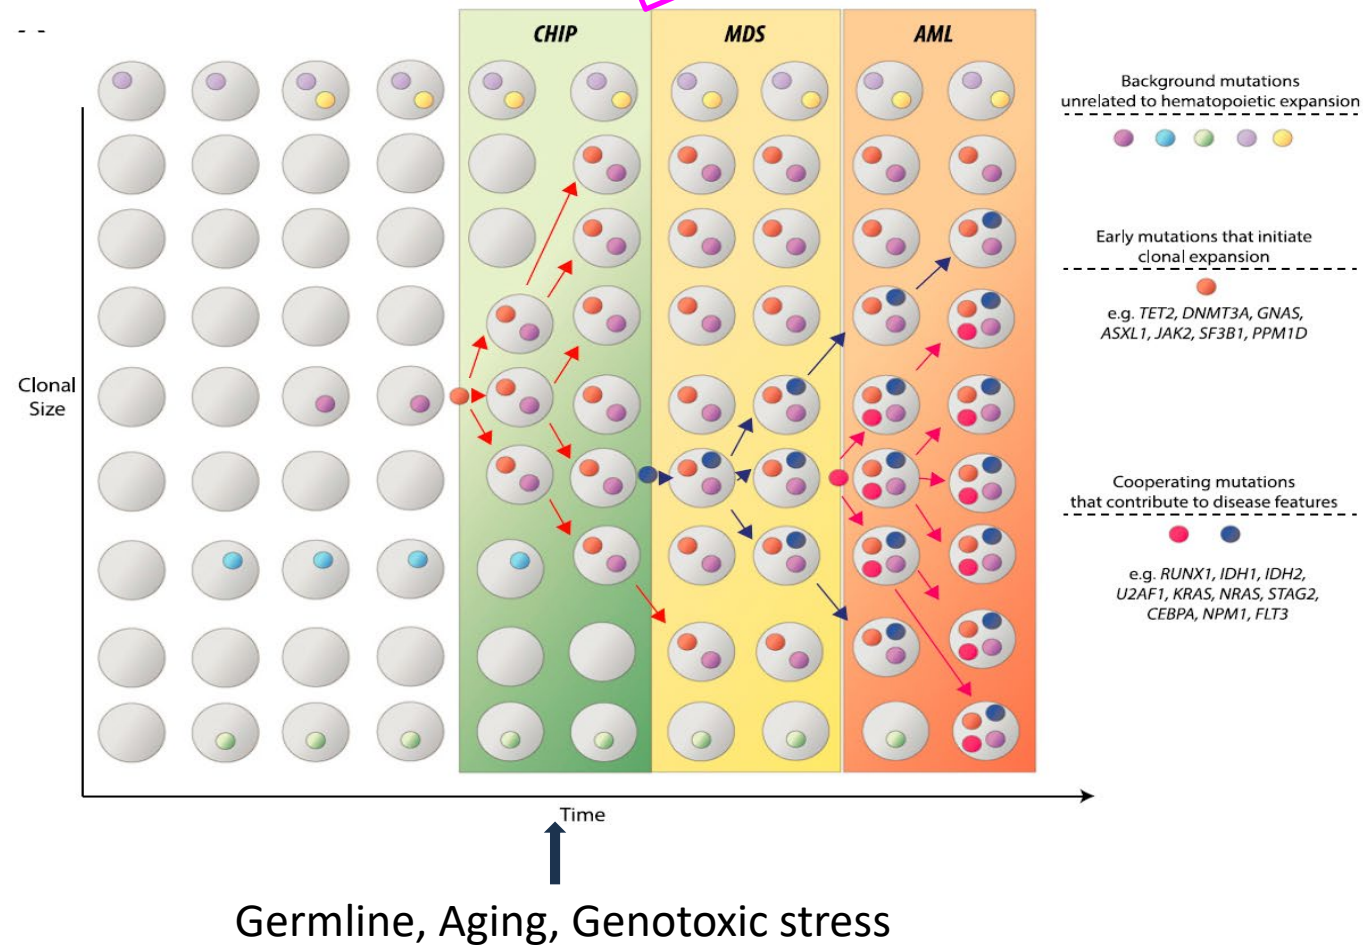 - -
CHIP
MDS
AML
Clonal
Size
Time
Background mutations
unrelated to hematopoietic expansion
Early mutations that initiate
clonal expansion
e.g. TET2, DNMT3A, GNAS,
ASXL1, JAK2, SF3B1, PPM1D
Cooperating mutations
that contribute to disease features
e.g. RUNX1, IDH1, IDH2,
U2AF1, KRAS, NRAS, STAG2,
CEBPA, NPM1, FLT3
Germline, Aging, Genotoxic stress